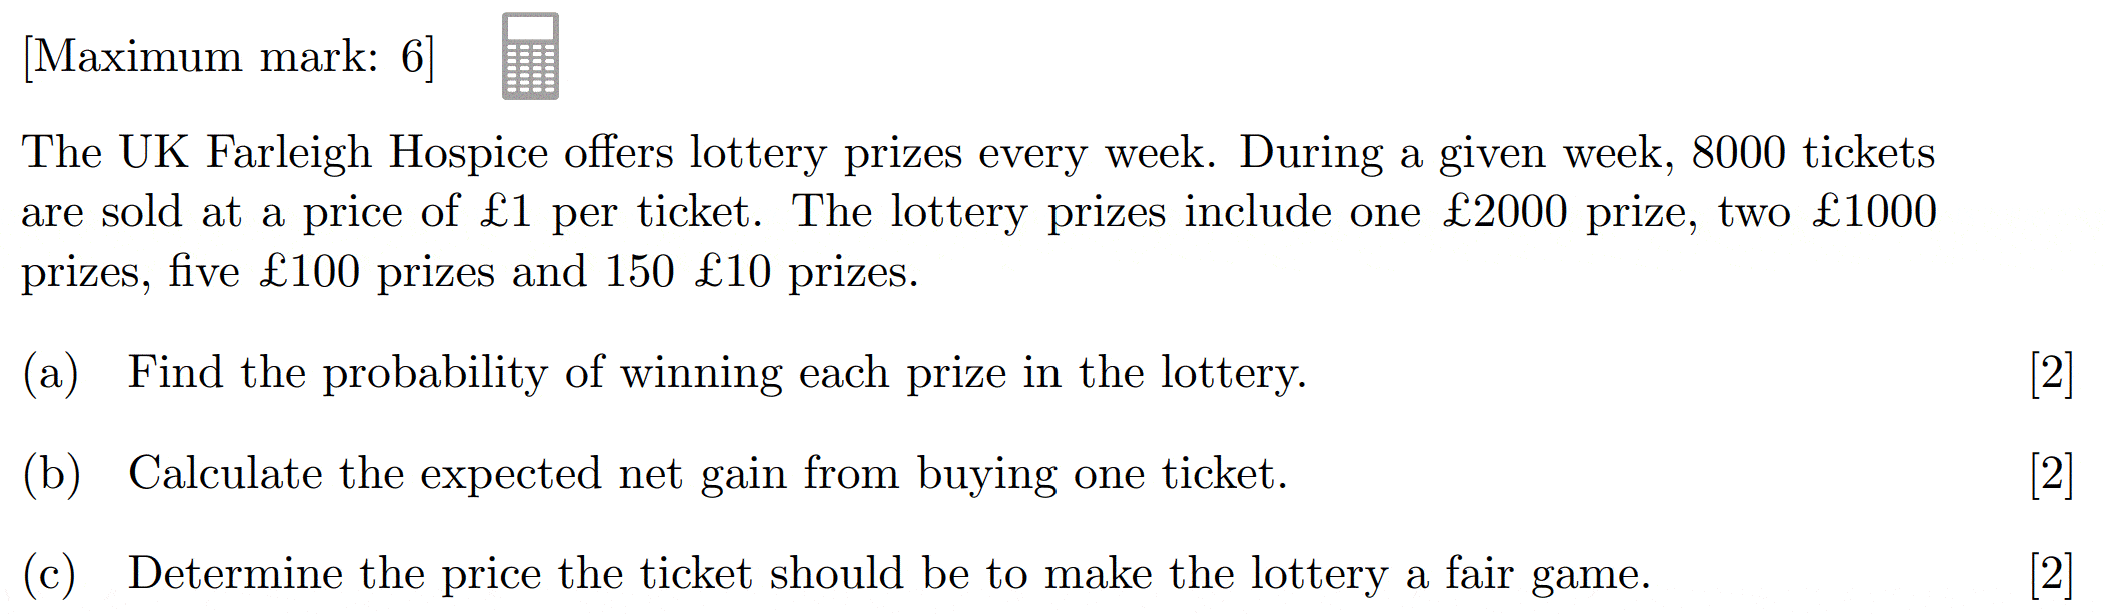 [Maximum mark: 6]
The UK Farleigh Hospice offers lottery prizes every week. During a given week, 8000 tickets
are sold at a price of £1 per ticket. The lottery prizes include one £2000 prize, two £1000
prizes, five £100 prizes and 150 £10 prizes.
(a) Find the probability of winning each prize in the lottery. [2]
(b) Calculate the expected net gain from buying one ticket. [2]
(c) Determine the price the ticket should be to make the lottery a fair game. [2]